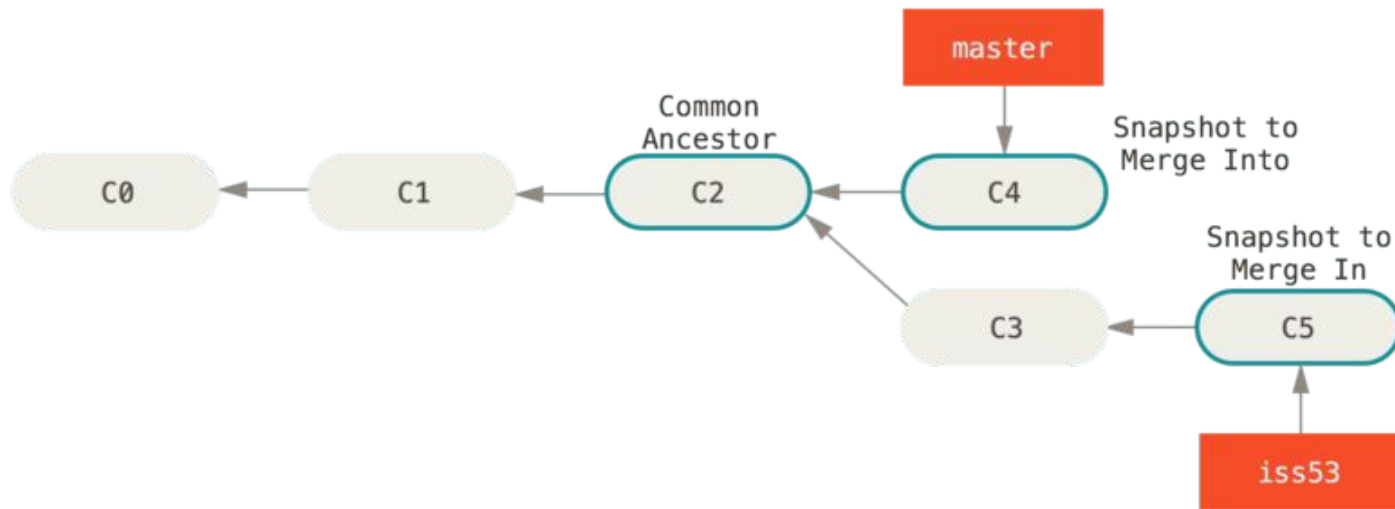 master
Common
Ancestor
Snapshot to
Merge Into
C0
C1
C2
C4
Snapshot to
Merge In
C3
C5
iss53